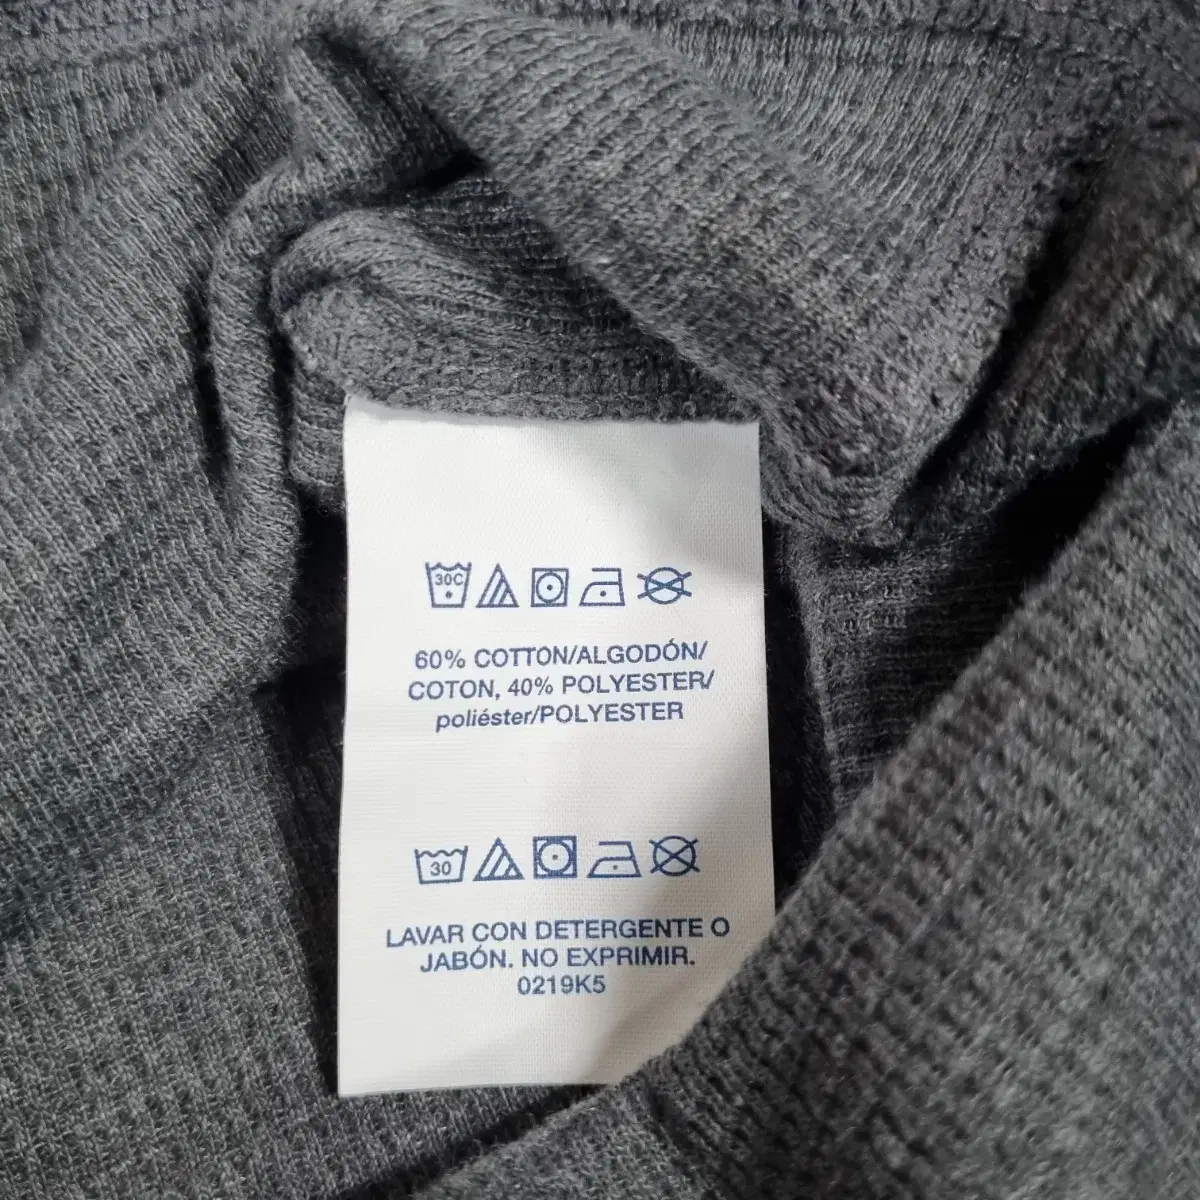 30C
60% COTTON/ALGODÓN/
COTON, 40% POLYESTER/
poliéster/POLYESTER
30
LAVAR CON DETERGENTE O
JABÓN. NO EXPRIMIR.
0219K5